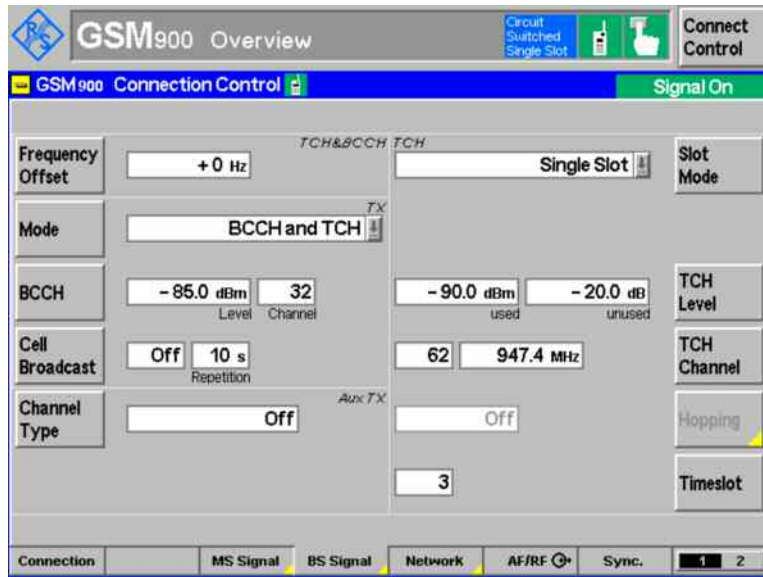 R&S
GSM900 Overview
Circuit
Switched
Single Slot
Connect
Control
GSM900 Connection Control
Signal On
TCH&BCCH
TCH
Frequency
Offset
+0 Hz
Single Slot
Slot
Mode
TX
Mode
BCCH and TCH
BCCH
-85.0 dBm
32
-90.0 dBm
-20.0 dB
TCH
Level
Level
Channel
used
unused
Cell
Broadcast
Off
10 s
62
947.4 MHz
TCH
Channel
Repetition
Aux TX
Channel
Type
Off
Off
Hopping
3
Timeslot
Connection
MS Signal
BS Signal
Network
AF/RF
Sync.
1 2